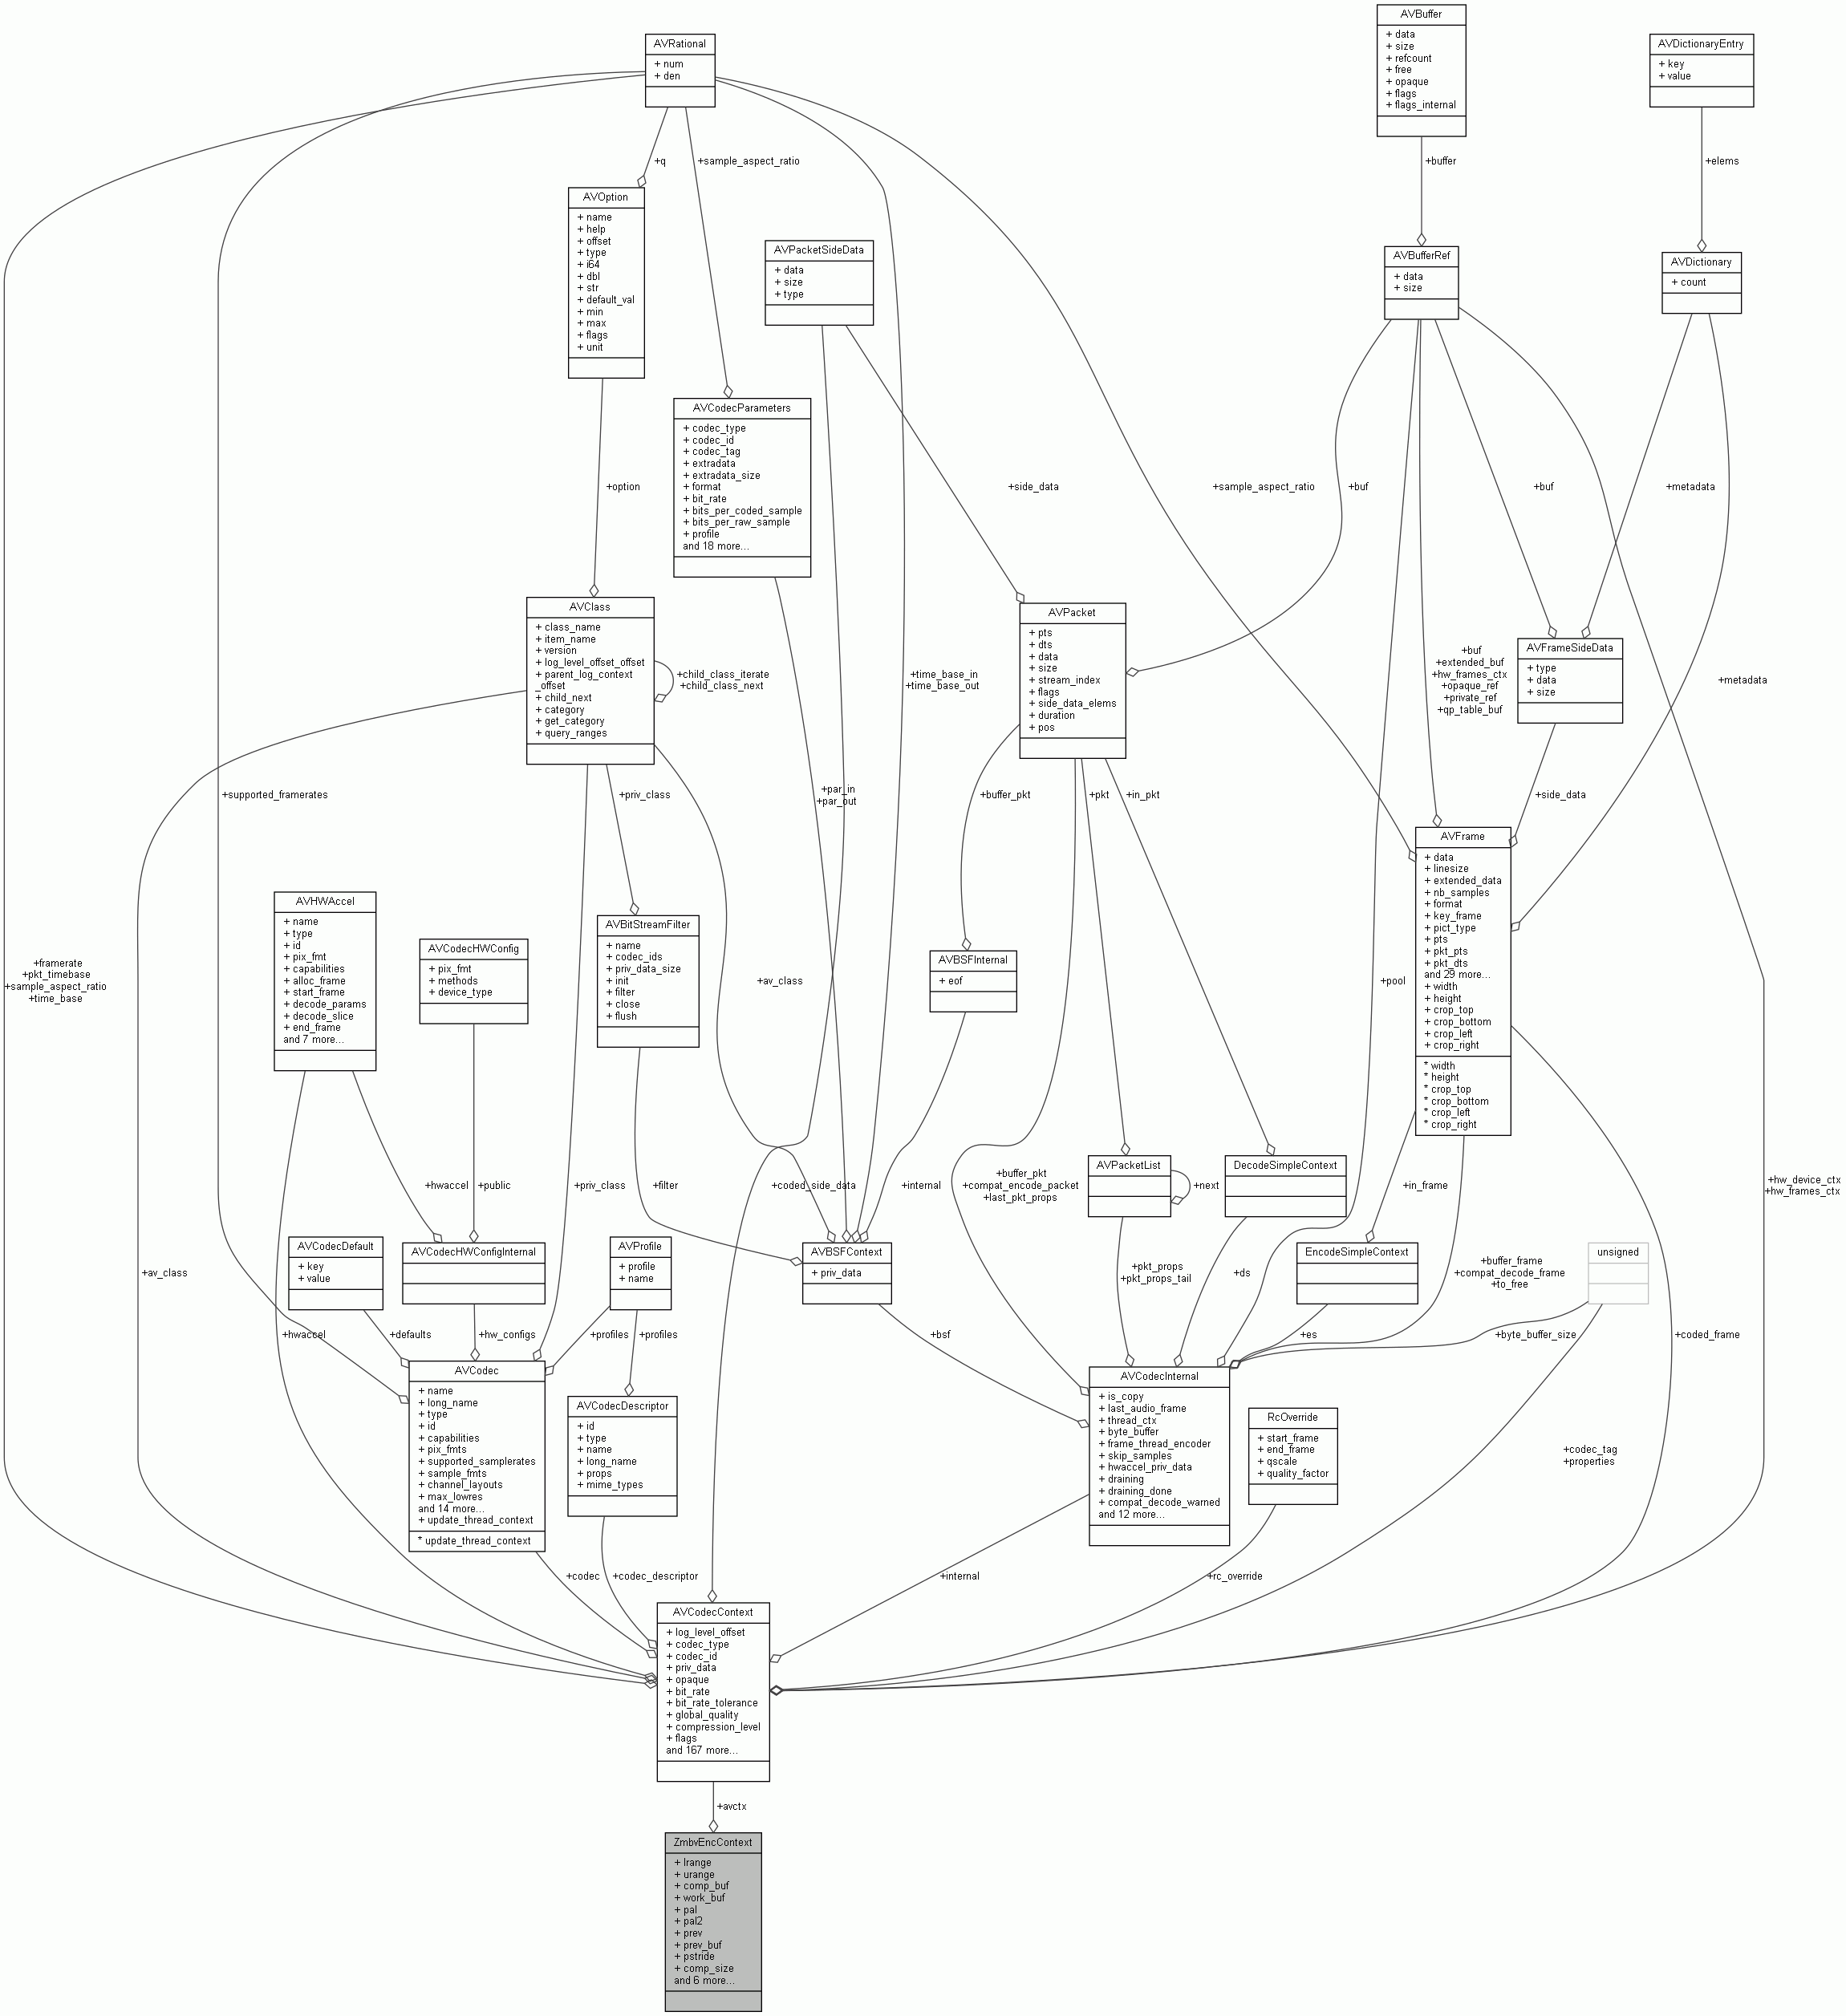 AVBuffer
+ data
+ size
+ refcount
+ free
+ opaque
+ flags
+ flags_internal
AVRational
+ num
+ den
AVDictionaryEntry
+ key
+ value
+q
+sample_aspect_ratio
+buffer
+elems
AVOption
+ name
+ help
+ offset
+ type
+ i64
+ dbl
+ str
+ default_val
+ min
+ max
+ flags
+ unit
AVPacketSideData
+ data
+ size
+ type
AVBufferRef
+ data
+ size
AVDictionary
+ count
AVCodecParameters
+ codec_type
+ codec_id
+ codec_tag
+ extradata
+ extradata_size
+ format
+ bit_rate
+ bits_per_coded_sample
+ bits_per_raw_sample
+ profile
and 18 more...
+option
+side_data
+sample_aspect_ratio
+buf
+buf
+metadata
AVClass
+ class_name
+ item_name
+ version
+ log_level_offset_offset
+ parent_log_context
_offset
+ child_next
+ category
+ get_category
+ query_ranges
+child_class_iterate
+child_class_next
+time_base_in
+time_base_out
AVPacket
+ pts
+ dts
+ data
+ size
+ stream_index
+ flags
+ side_data_elems
+ duration
+ pos
+buf
+extended_buf
+hw_frames_ctx
+opaque_ref
+private_ref
+qp_table_buf
AVFrameSideData
+ type
+ data
+ size
+metadata
+supported_framerates
+priv_class
+par_in
+par_out
+buffer_pkt
+pkt
+in_pkt
+side_data
AVFrame
+ data
+ linesize
+ extended_data
+ nb_samples
+ format
+ key_frame
+ pict_type
+ pts
+ pkt_pts
+ pkt_dts
and 29 more...
+ width
+ height
+ crop_top
+ crop_bottom
+ crop_left
+ crop_right
* width
* height
* crop_top
* crop_bottom
* crop_left
* crop_right
+framerate
+pkt_timebase
+sample_aspect_ratio
+time_base
AVHWAccel
+ name
+ type
+ id
+ pix_fmt
+ capabilities
+ alloc_frame
+ start_frame
+ decode_params
+ decode_slice
+ end_frame
and 7 more...
AVCodecHWConfig
+ pix_fmt
+ methods
+ device_type
AVBitStreamFilter
+ name
+ codec_ids
+ priv_data_size
+ init
+ filter
+ close
+ flush
+av_class
AVBSFInternal
+ eof
+pool
+hwaccel
+public
+priv_class
+filter
+coded_side_data
+internal
+buffer_pkt
+compat_encode_packet
+last_pkt_props
AVPacketList
+next
DecodeSimpleContext
+in_frame
+hw_device_ctx
+hw_frames_ctx
+av_class
AVCodecDefault
+ key
+ value
AVCodecHWConfigInternal
AVProfile
+ profile
+ name
AVBSFContext
+ priv_data
+pkt_props
+pkt_props_tail
+ds
EncodeSimpleContext
+buffer_frame
+compat_decode_frame
+to_free
unsigned
+hwaccel
+defaults
+hw_configs
+profiles
+profiles
+bsf
+es
+byte_buffer_size
+coded_frame
AVCodec
+ name
+ long_name
+ type
+ id
+ capabilities
+ pix_fmts
+ supported_samplerates
+ sample_fmts
+ channel_layouts
+ max_lowres
and 14 more...
+ update_thread_context
* update_thread_context
AVCodecDescriptor
+ id
+ type
+ name
+ long_name
+ props
+ mime_types
AVCodecInternal
+ is_copy
+ last_audio_frame
+ thread_ctx
+ byte_buffer
+ frame_thread_encoder
+ skip_samples
+ hwaccel_priv_data
+ draining
+ draining_done
+ compat_decode_warned
and 12 more...
RcOverride
+ start_frame
+ end_frame
+ qscale
+ quality_factor
+codec_tag
+properties
+codec
+codec_descriptor
+internal
+rc_override
AVCodecContext
+ log_level_offset
+ codec_type
+ codec_id
+ priv_data
+ opaque
+ bit_rate
+ bit_rate_tolerance
+ global_quality
+ compression_level
+ flags
and 167 more...
+avctx
ZmbvEncContext
+ lrange
+ urange
+ comp_buf
+ work_buf
+ pal
+ pal2
+ prev
+ prev_buf
+ pstride
+ comp_size
and 6 more...